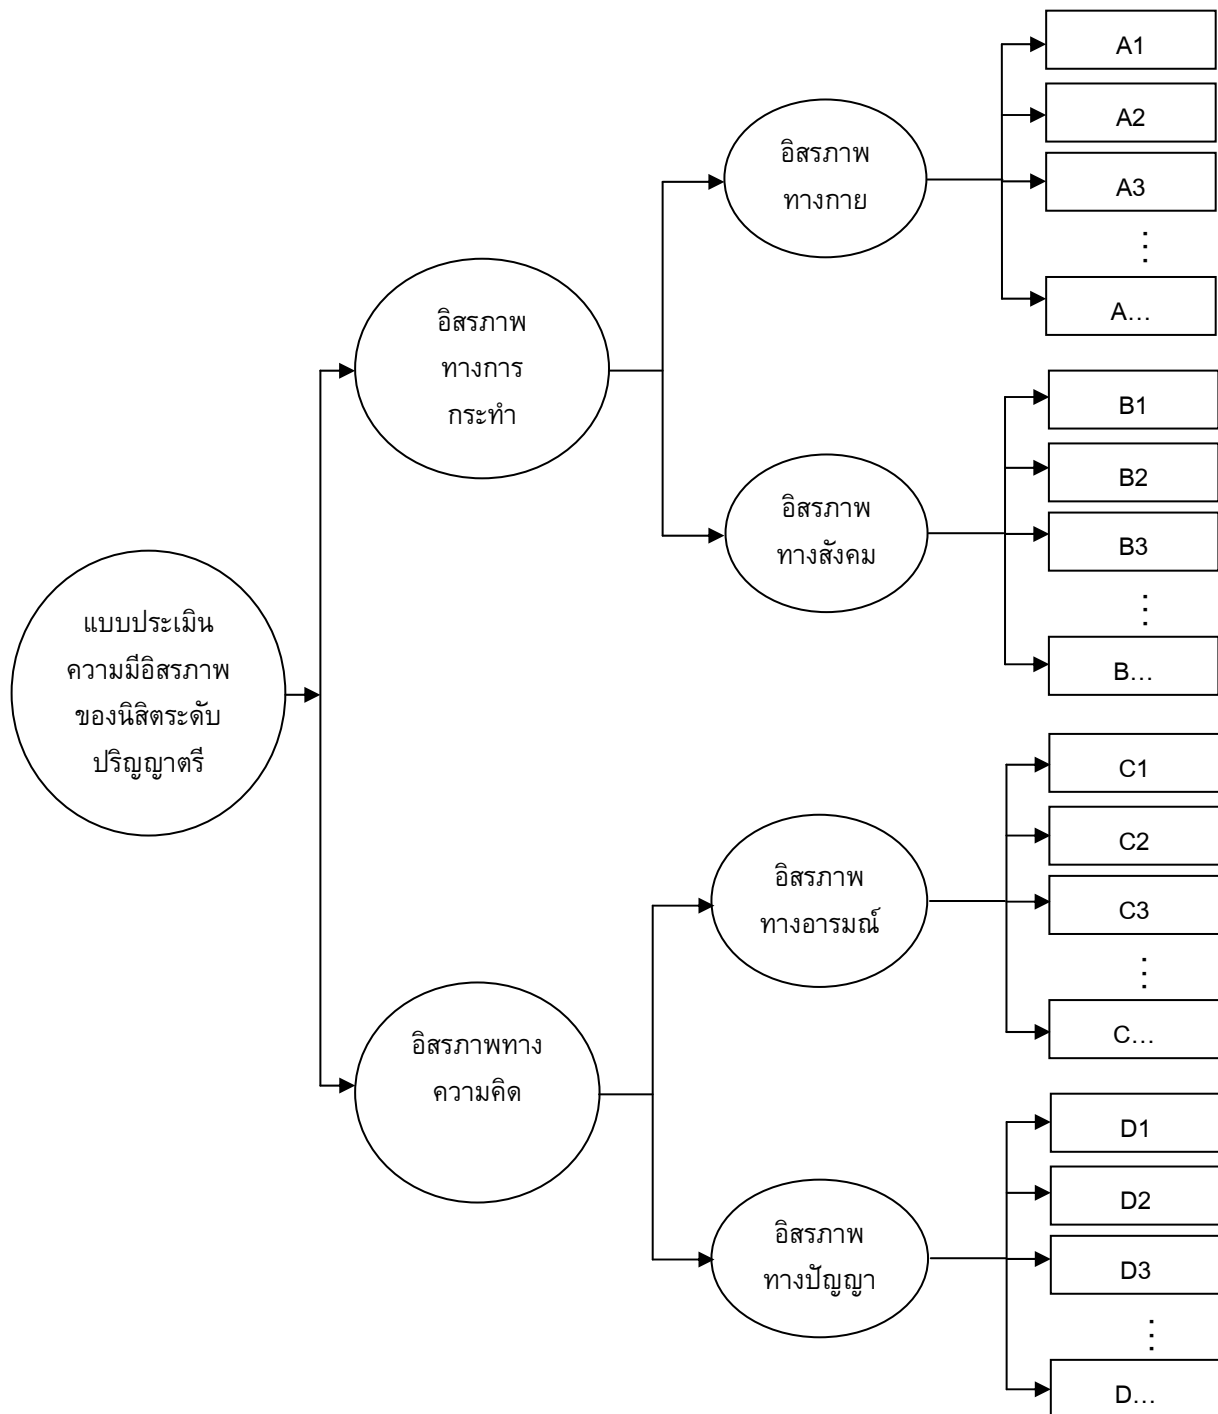 แบบประเมิน
ความมีอิสรภาพ
ของนิสิตระดับ
ปริญญาตรี
อิสรภาพ
ทางการ
กระทำ
อิสรภาพ
ทางกาย
A1
A2
A3
⋮
A…
อิสรภาพ
ทางสังคม
B1
B2
B3
⋮
B…
อิสรภาพทาง
ความคิด
อิสรภาพ
ทางอารมณ์
C1
C2
C3
⋮
C…
อิสรภาพ
ทางปัญญา
D1
D2
D3
⋮
D…